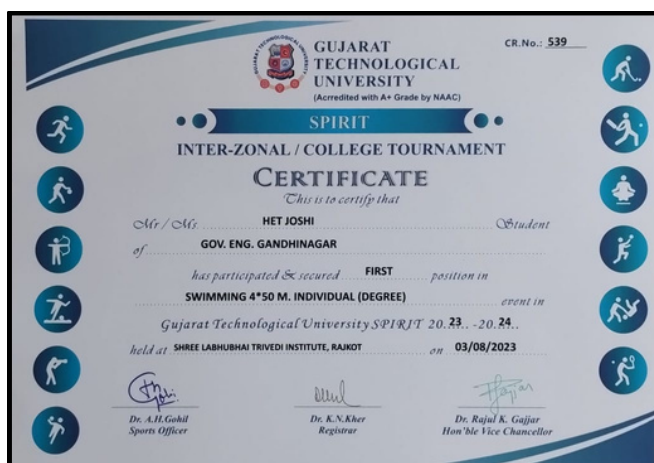 GUJARAT
TECHNOLOGICAL
UNIVERSITY
(Acrredited with A+ Grade by NAAC)
CR.No.: 539
SPIRIT
INTER-ZONAL / COLLEGE TOURNAMENT
CERTIFICATE
This is to certify that
Mr / Ms. HET JOSHI Student
of GOV. ENG. GANDHINAGAR
has participated & secured FIRST position in
SWIMMING 4*50 M. INDIVIDUAL (DEGREE) event in
Gujarat Technological University SPIRIT 20.23... -20.24...
held at SHREE LABHUBHAI TRIVEDI INSTITUTE, RAJKOT on 03/08/2023
Dr. A.H.Gohil Dr. K.N.Kher Dr. Rajul K. Gajjar
Sports Officer Registrar Hon'ble Vice Chancellor